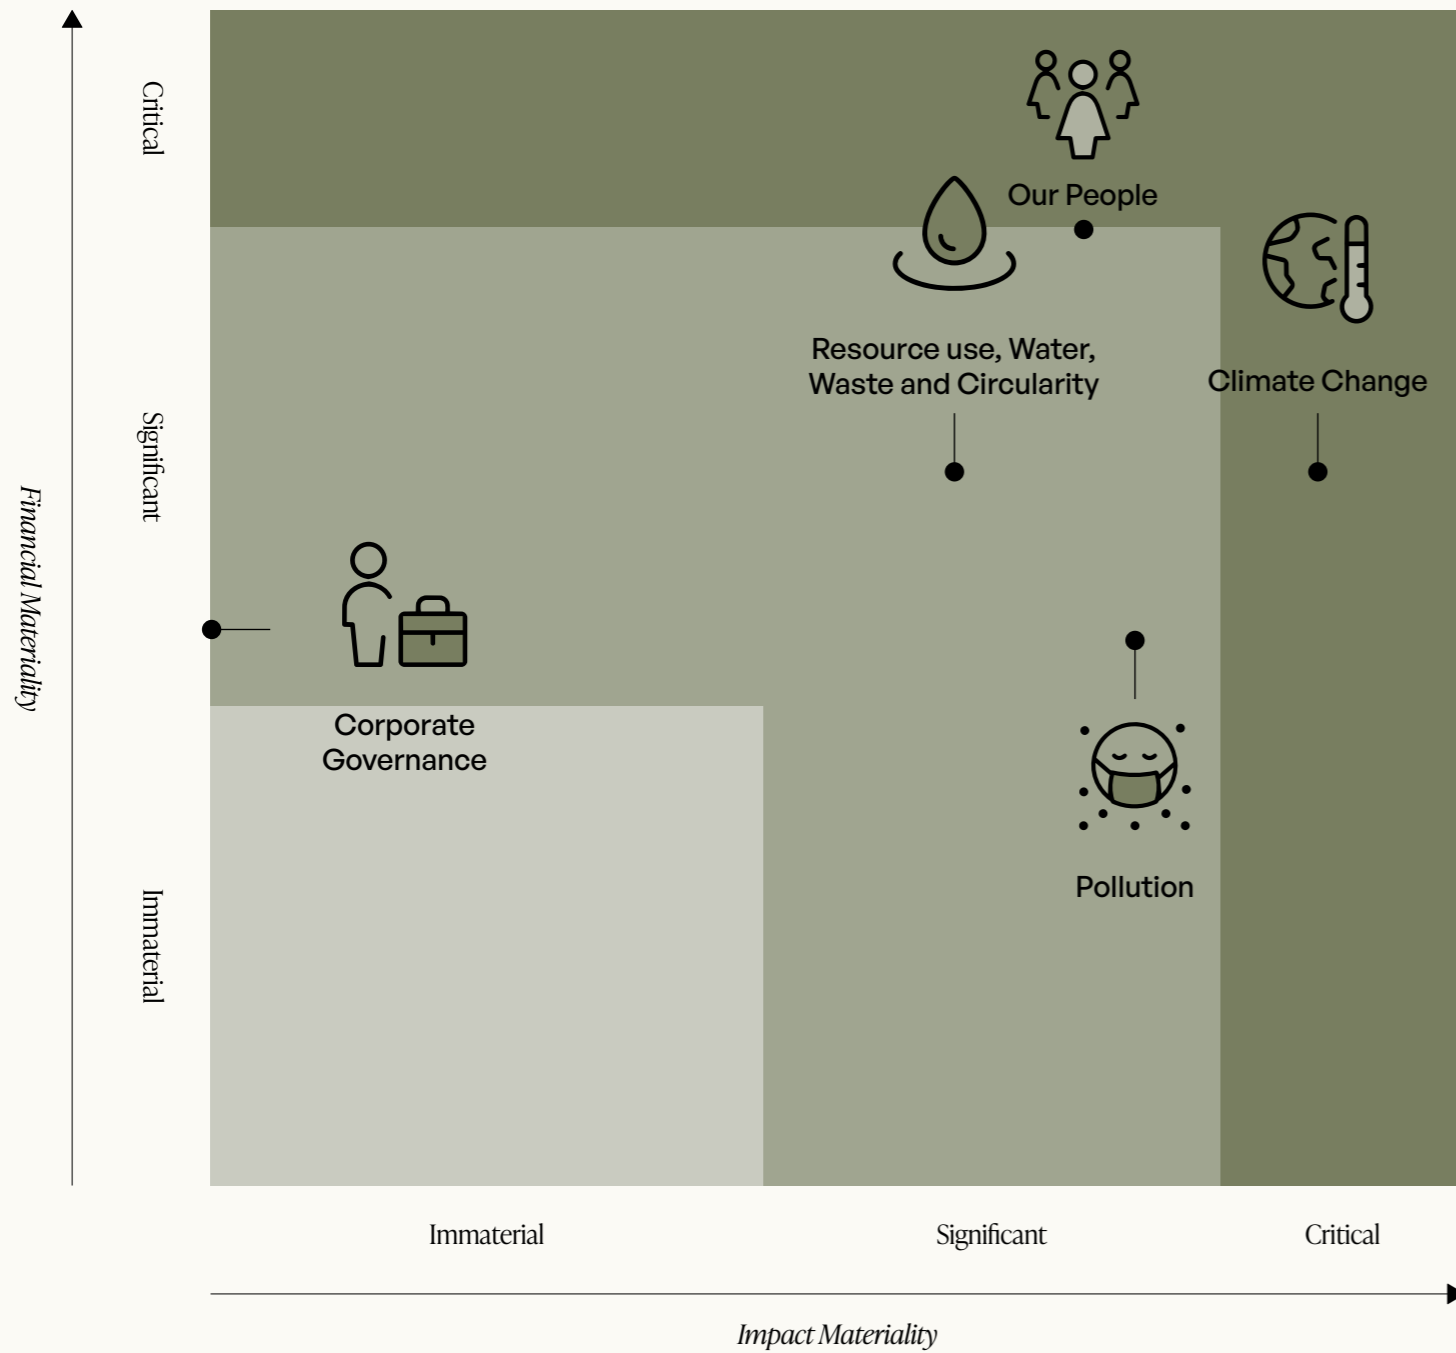 Financial Materiality
Critical
Significant
Immaterial
Our People
Resource use, Water,
Waste and Circularity
Climate Change
Corporate
Governance
Pollution
Immaterial
Significant
Critical
Impact Materiality